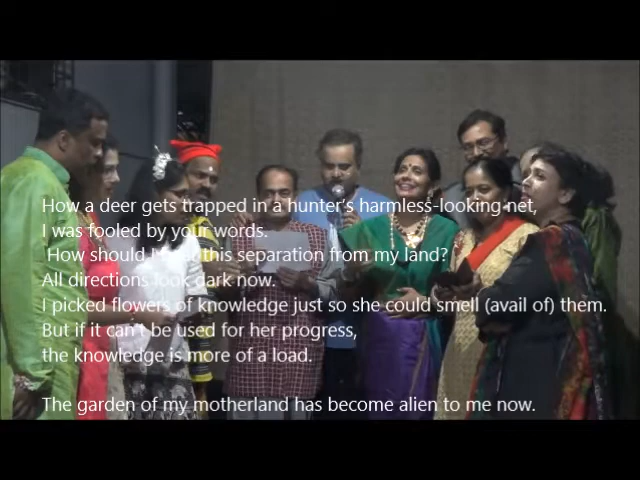 How a deer gets trapped in a hunter's harmless-looking net,
I was fooled by your words.
How should I bear this separation from my land?
All directions look dark now.
I picked flowers of knowledge just so she could smell (avail of) them.
But if it can't be used for her progress,
the knowledge is more of a load.
The garden of my motherland has become alien to me now.